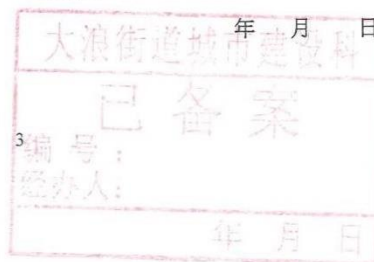 年 月 日
大浪街道城市建设科
已备案
3
编号：
经办人：
年 月 日